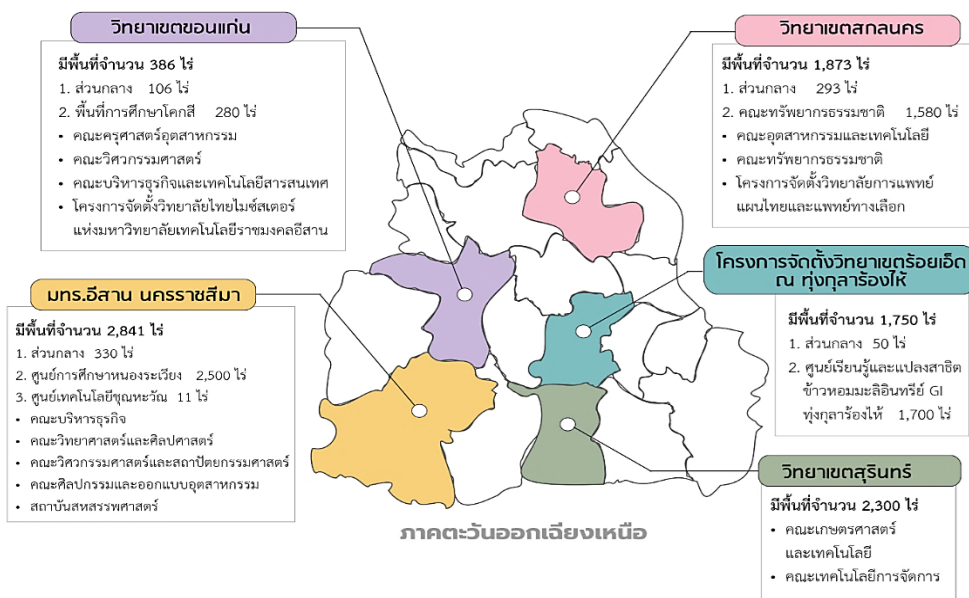 วิทยาเขตขอนแก่น
มีพื้นที่จำนวน 386 ไร่
1. ส่วนกลาง 106 ไร่
2. พื้นที่การศึกษาโคกสี 280 ไร่
• คณะครุศาสตร์อุตสาหกรรม
• คณะวิศวกรรมศาสตร์
• คณะบริหารธุรกิจและเทคโนโลยีสารสนเทศ
• โครงการจัดตั้งวิทยาลัยไทยไมซ์สเตอร์
แห่งมหาวิทยาลัยเทคโนโลยีราชมงคลอีสาน
วิทยาเขตสกลนคร
มีพื้นที่จำนวน 1,873 ไร่
1. ส่วนกลาง 293 ไร่
2. คณะทรัพยากรธรรมชาติ 1,580 ไร่
• คณะอุตสาหกรรมและเทคโนโลยี
• คณะทรัพยากรธรรมชาติ
• โครงการจัดตั้งวิทยาลัยการแพทย์
แผนไทยและแพทย์ทางเลือก
มทร.อีสาน นครราชสีมา
มีพื้นที่จำนวน 2,841 ไร่
1. ส่วนกลาง 330 ไร่
2. ศูนย์การศึกษาหนองระเวียง 2,500 ไร่
3. ศูนย์เทคโนโลยีชุณหะวัณ 11 ไร่
• คณะบริหารธุรกิจ
• คณะวิทยาศาสตร์และศิลปศาสตร์
• คณะวิศวกรรมศาสตร์และสถาปัตยกรรมศาสตร์
• คณะศิลปกรรมและออกแบบอุตสาหกรรม
• สถาบันสหสรรพศาสตร์
โครงการจัดตั้งวิทยาเขตร้อยเอ็ด
ณ ทุ่งกุลาร้องไห้
มีพื้นที่จำนวน 1,750 ไร่
1. ส่วนกลาง 50 ไร่
2. ศูนย์เรียนรู้และแปลงสาธิต
ข้าวหอมมะลิอินทรีย์ GI
ทุ่งกุลาร้องไห้ 1,700 ไร่
วิทยาเขตสุรินทร์
มีพื้นที่จำนวน 2,300 ไร่
• คณะเกษตรศาสตร์
และเทคโนโลยี
• คณะเทคโนโลยีการจัดการ
ภาคตะวันออกเฉียงเหนือ